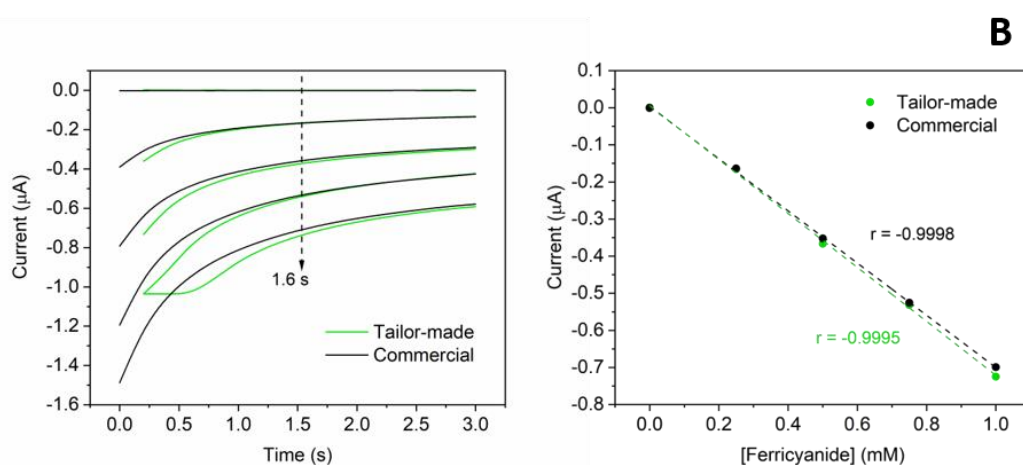 B
0.0
-0.2
-0.4
-0.6
-0.8
-1.0
-1.2
-1.4
-1.6
Current (µA)
0.0 0.5 1.0 1.5 2.0 2.5 3.0
Time (s)
1.6 s
Tailor-made
Commercial
0.1
0.0
-0.1
-0.2
-0.3
-0.4
-0.5
-0.6
-0.7
-0.8
Current (µA)
0.0 0.2 0.4 0.6 0.8 1.0
[Ferricyanide] (mM)
Tailor-made
Commercial
r = -0.9998
r = -0.9995